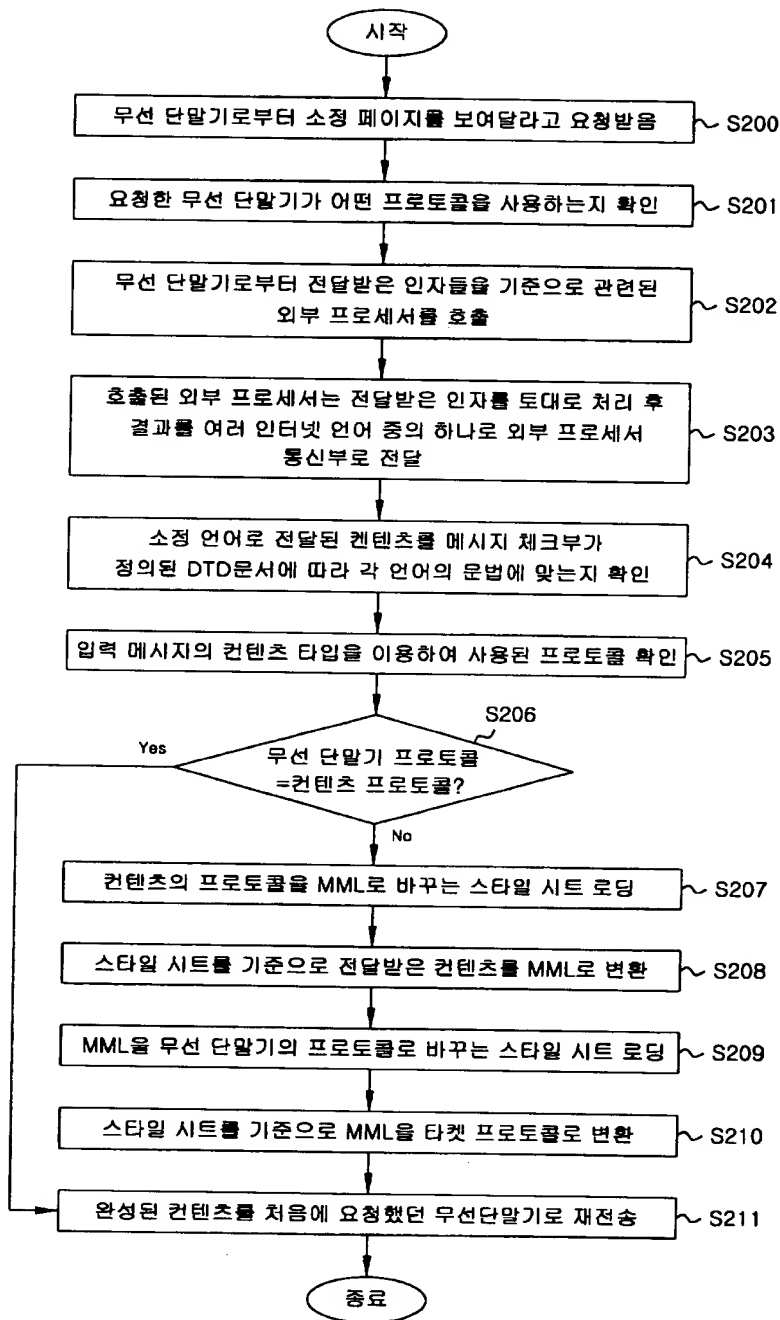 시작
무선 단말기로부터 소정 페이지를 보여달라고 요청받음
S200
요청한 무선 단말기가 어떤 프로토콜을 사용하는지 확인
S201
무선 단말기로부터 전달받은 인자들을 기준으로 관련된
외부 프로세서를 호출
S202
호출된 외부 프로세서는 전달받은 인자를 토대로 처리 후
결과를 여러 인터넷 언어 중의 하나로 외부 프로세서
통신부로 전달
S203
소정 언어로 전달된 켄텐츠를 메시지 체크부가
정의된 DTD문서에 따라 각 언어의 문법에 맞는지 확인
S204
입력 메시지의 컨텐츠 타입을 이용하여 사용된 프로토콜 확인
S205
S206
Yes
무선 단말기 프로토콜
=컨텐츠 프로토콜?
No
컨텐츠의 프로토콜을 MML로 바꾸는 스타일 시트 로딩
S207
스타일 시트를 기준으로 전달받은 컨텐츠를 MML로 변환
S208
MML을 무선 단말기의 프로토콜로 바꾸는 스타일 시트 로딩
S209
스타일 시트를 기준으로 MML을 타켓 프로토콜로 변환
S210
완성된 컨텐츠를 처음에 요청했던 무선단말기로 재전송
S211
종료